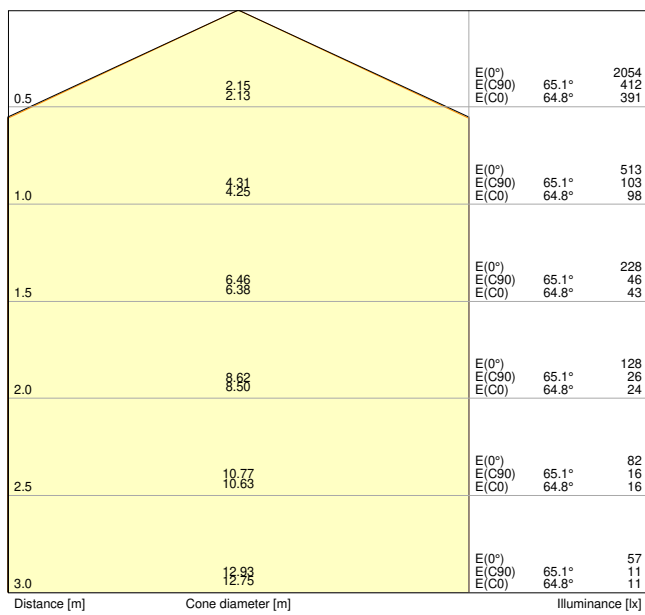 2.15 E(0°) 2054
2.13 E(C90) 65.1° 412
0.5 E(C0) 64.8° 391
4.31 E(0°) 513
4.25 E(C90) 65.1° 103
1.0 E(C0) 64.8° 98
6.46 E(0°) 228
6.38 E(C90) 65.1° 46
1.5 E(C0) 64.8° 43
8.62 E(0°) 128
8.50 E(C90) 65.1° 26
2.0 E(C0) 64.8° 24
10.77 E(0°) 82
10.63 E(C90) 65.1° 16
2.5 E(C0) 64.8° 16
12.93 E(0°) 57
12.75 E(C90) 65.1° 11
3.0 E(C0) 64.8° 11
Distance [m] Cone diameter [m] Illuminance [lx]